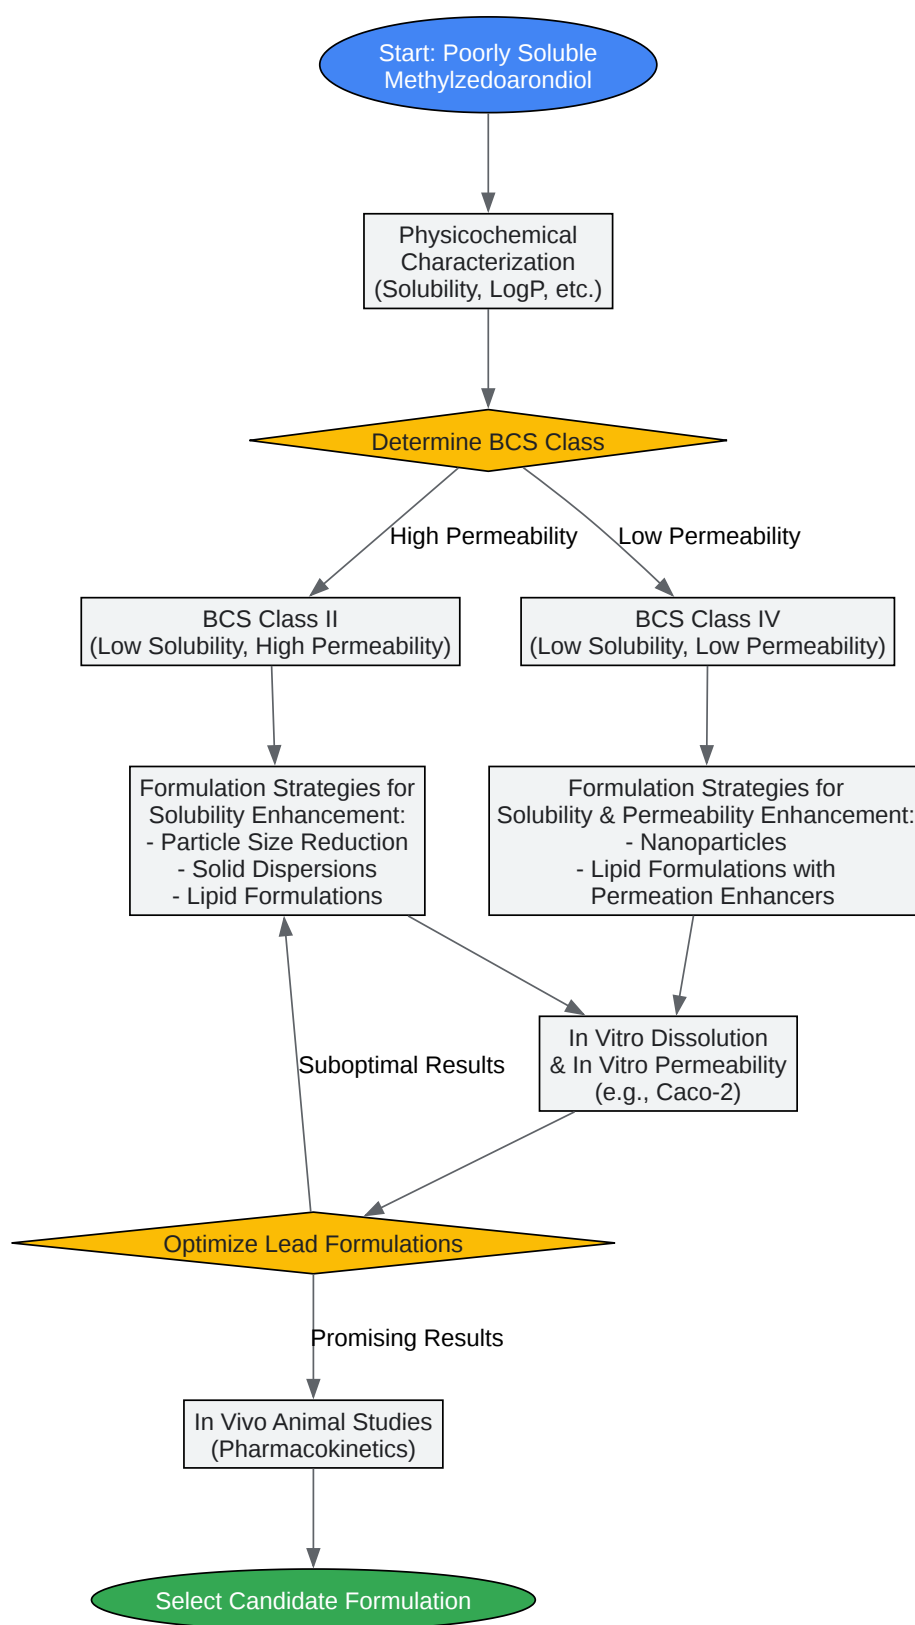 Start: Poorly Soluble
Methylzedoarondiol
Physicochemical
Characterization
(Solubility, LogP, etc.)
Determine BCS Class
High Permeability
Low Permeability
BCS Class II
(Low Solubility, High Permeability)
BCS Class IV
(Low Solubility, Low Permeability)
Formulation Strategies for
Solubility Enhancement:
- Particle Size Reduction
- Solid Dispersions
- Lipid Formulations
Formulation Strategies for
Solubility & Permeability Enhancement:
- Nanoparticles
- Lipid Formulations with
Permeation Enhancers
In Vitro Dissolution
& In Vitro Permeability
(e.g., Caco-2)
Suboptimal Results
Optimize Lead Formulations
Promising Results
In Vivo Animal Studies
(Pharmacokinetics)
Select Candidate Formulation